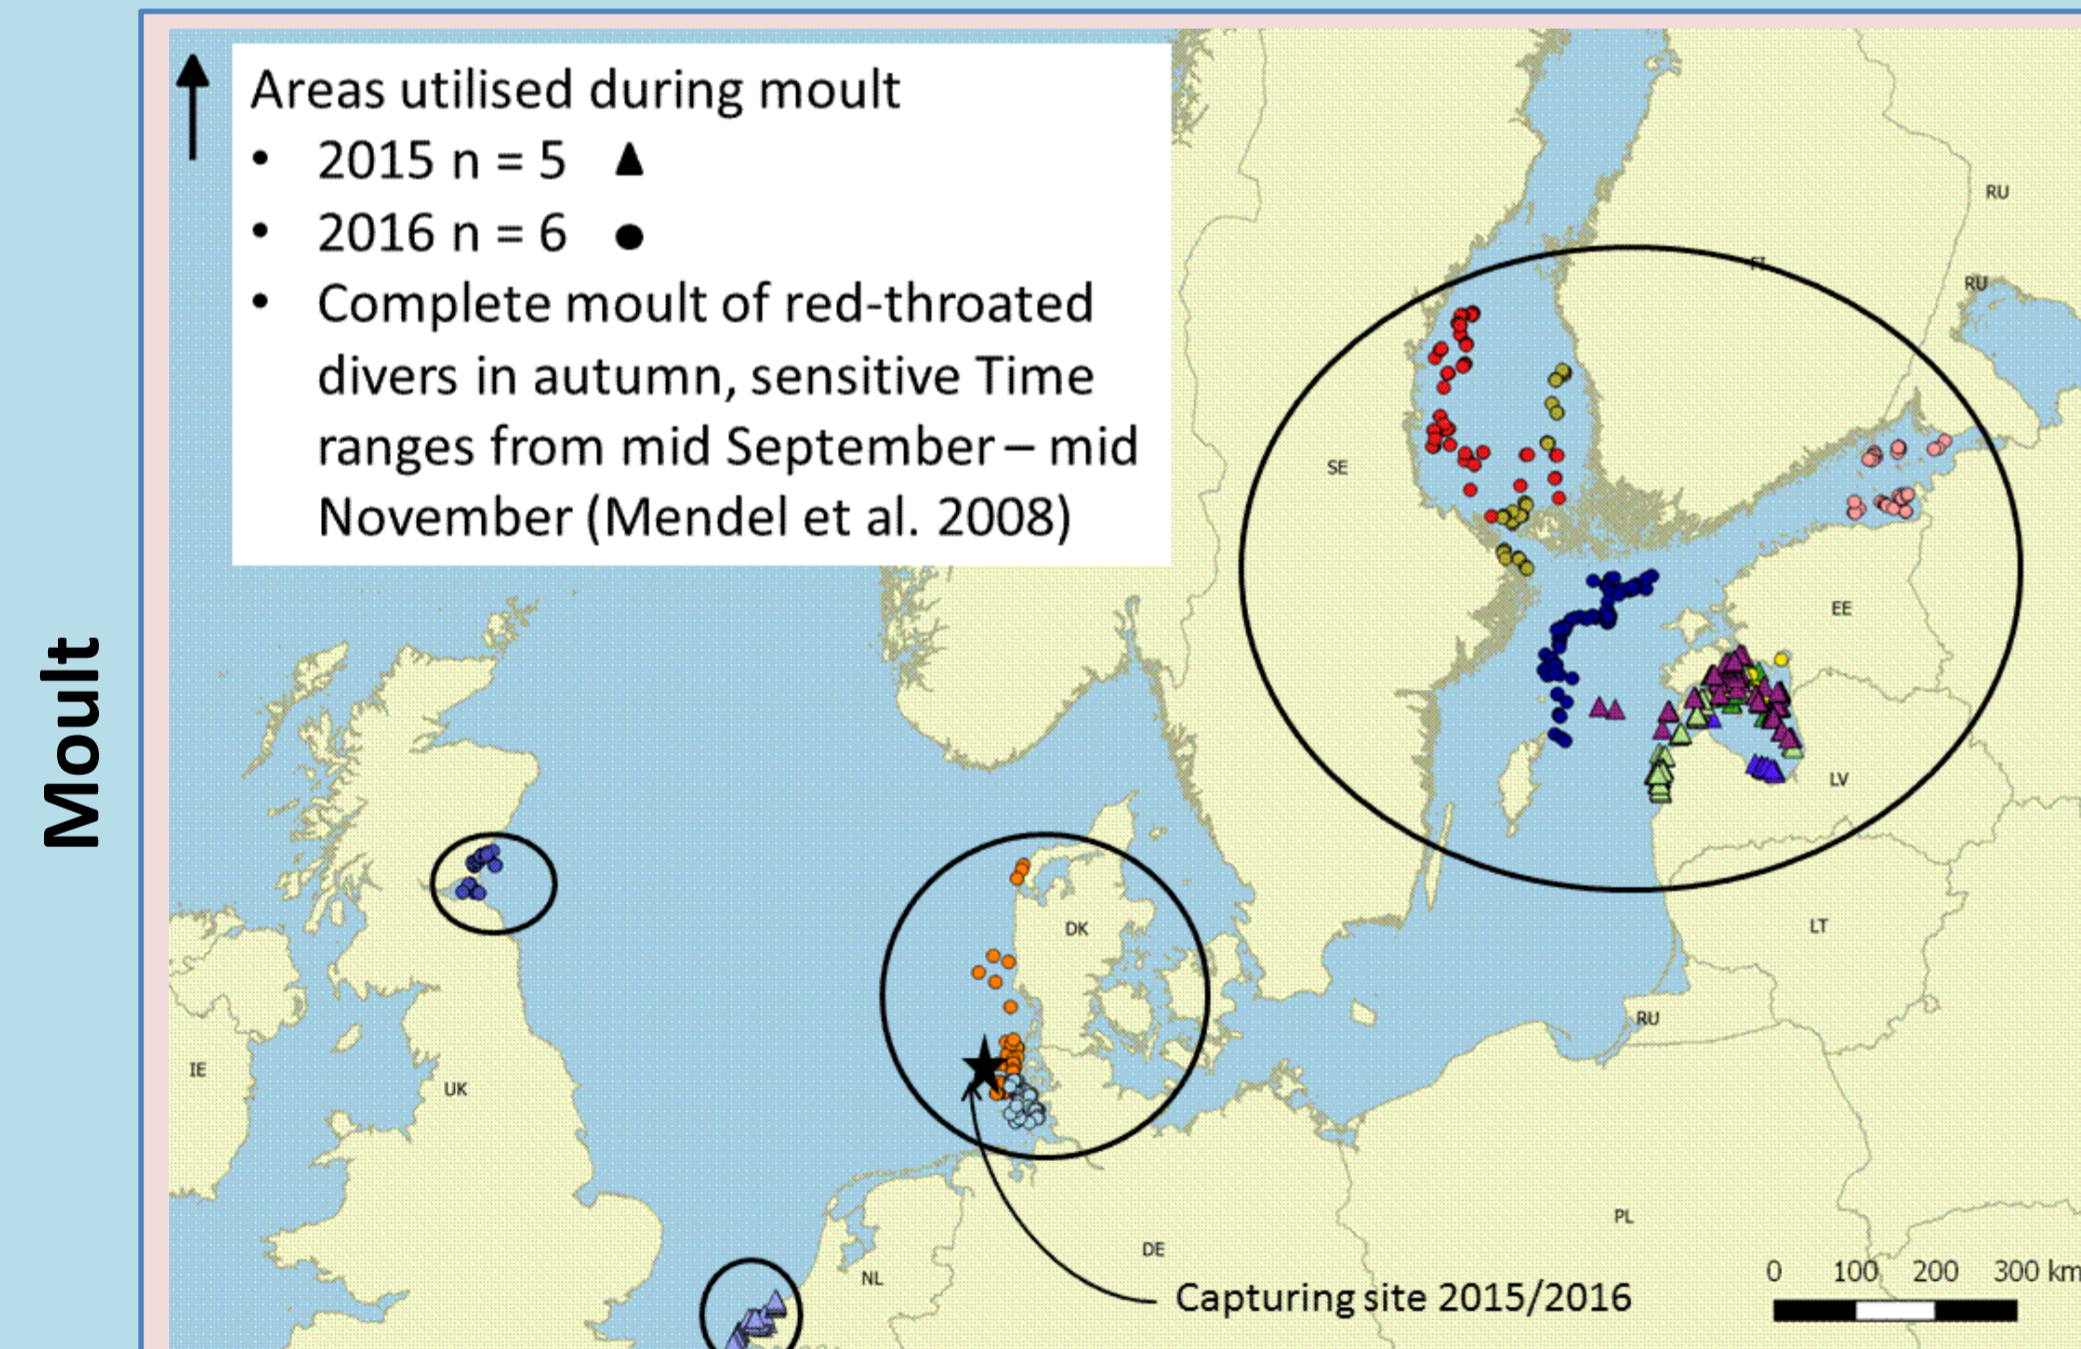 Moult
Areas utilised during moult
• 2015 n = 5
• 2016 n = 6
• Complete moult of red-throated
divers in autumn, sensitive Time
ranges from mid September – mid
November (Mendel et al. 2008)
RU
FI
RU
SE
EE
LV
DK
LT
RU
IE
UK
PL
DE
NL
Capturing site 2015/2016
0 100 200 300 km